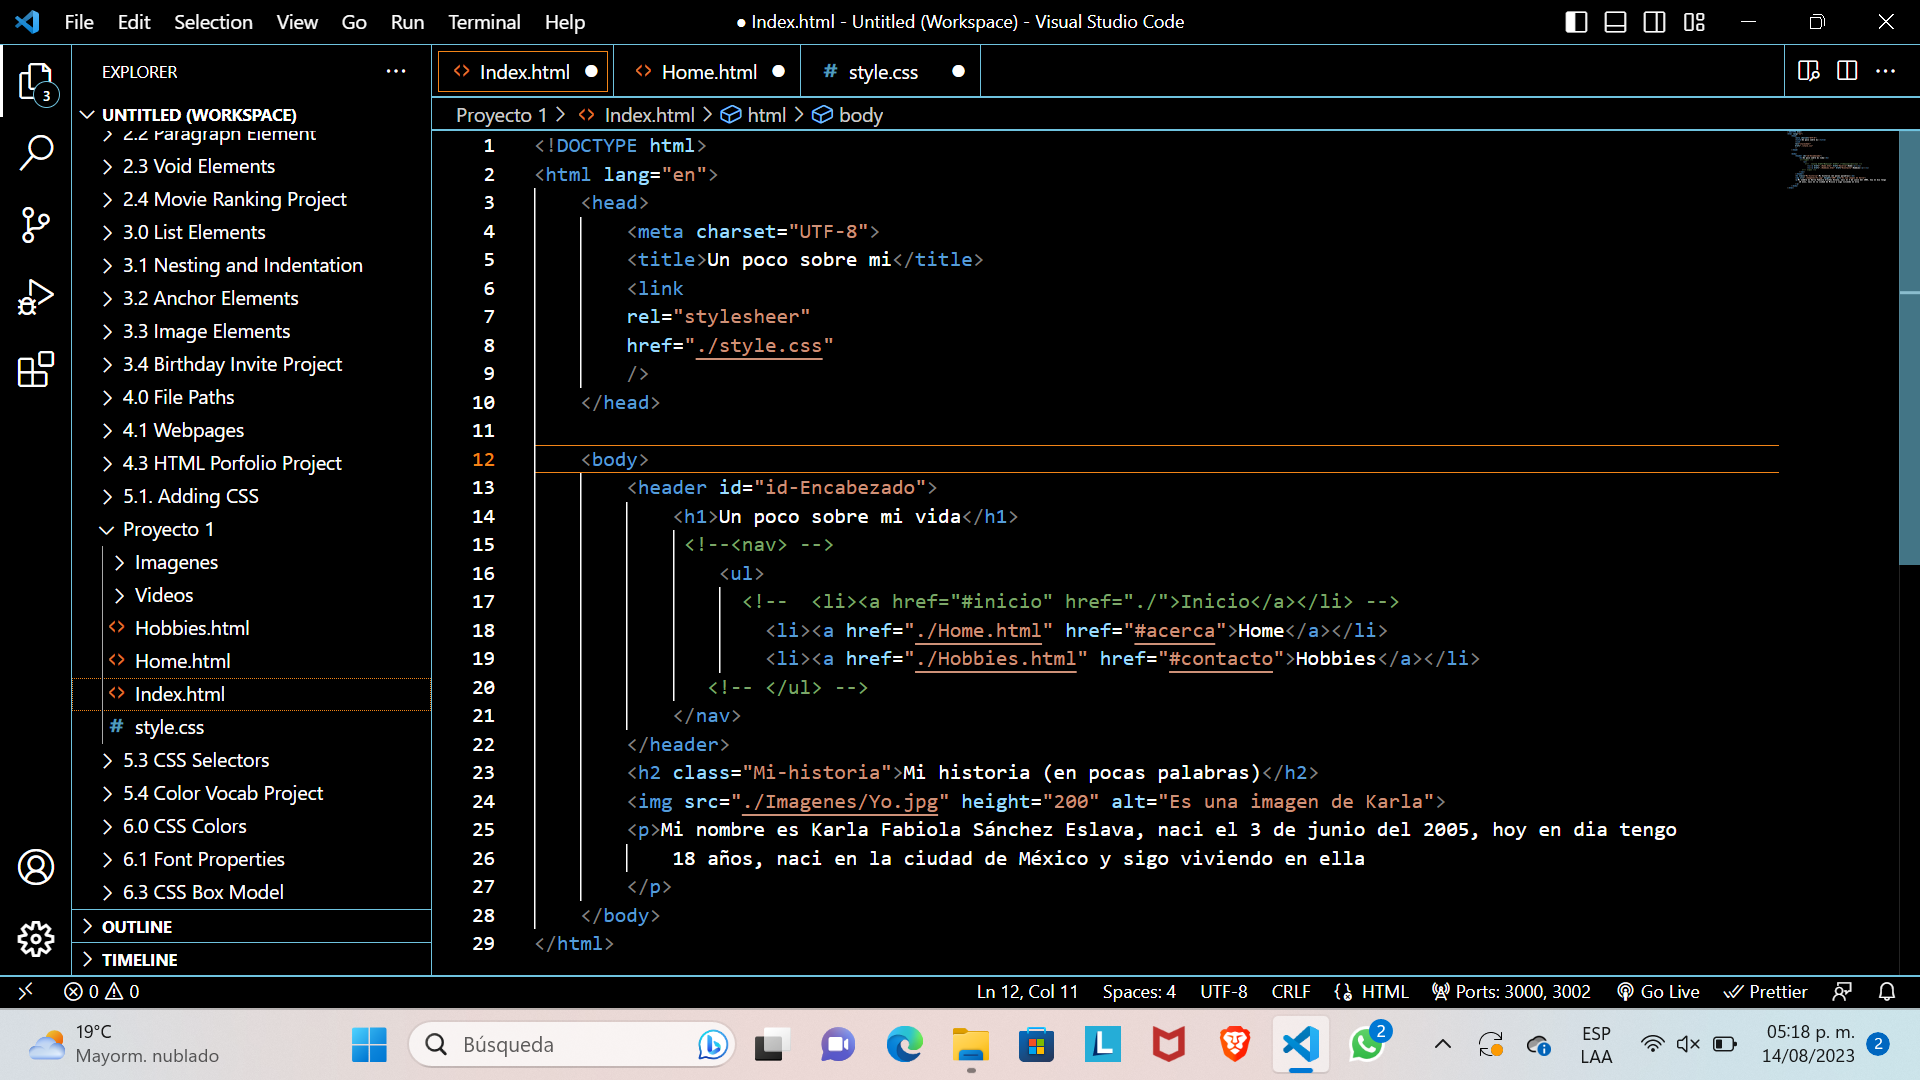 File Edit Selection View Go Run Terminal Help
● Index.html - Untitled (Workspace) - Visual Studio Code
EXPLORER
Index.html
Home.html
# style.css
3
UNTITLED (WORKSPACE)
Proyecto 1 > Index.html > html > body
2.2 Paragraph Element
2.3 Void Elements
2.4 Movie Ranking Project
3.0 List Elements
3.1 Nesting and Indentation
3.2 Anchor Elements
3.3 Image Elements
3.4 Birthday Invite Project
4.0 File Paths
4.1 Webpages
4.3 HTML Porfolio Project
5.1. Adding CSS
Proyecto 1
Imagenes
Videos
Hobbies.html
Home.html
Index.html
# style.css
5.3 CSS Selectors
5.4 Color Vocab Project
6.0 CSS Colors
6.1 Font Properties
6.3 CSS Box Model
OUTLINE
TIMELINE
1 <!DOCTYPE html>
2 <html lang="en">
3 <head>
4 <meta charset="UTF-8">
5 <title>Un poco sobre mi</title>
6 <link
7 rel="stylesheer"
8 href="./style.css"
9 />
10 </head>
11
12 <body>
13 <header id="id-Encabezado">
14 <h1>Un poco sobre mi vida</h1>
15 <!--<nav> -->
16 <ul>
17 <!--  <li><a href="#inicio" href="./">Inicio</a></li> -->
18 <li><a href="./Home.html" href="#acerca">Home</a></li>
19 <li><a href="./Hobbies.html" href="#contacto">Hobbies</a></li>
20 <!-- </ul> -->
21 </nav>
22 </header>
23 <h2 class="Mi-historia">Mi historia (en pocas palabras)</h2>
24 <img src="./Imagenes/Yo.jpg" height="200" alt="Es una imagen de Karla">
25 <p>Mi nombre es Karla Fabiola Sánchez Eslava, naci el 3 de junio del 2005, hoy en dia tengo
26 18 años, naci en la ciudad de México y sigo viviendo en ella
27 </p>
28 </body>
29 </html>
0 0
Ln 12, Col 11 Spaces: 4 UTF-8 CRLF HTML Ports: 3000, 3002 Go Live Prettier
19°C
Mayorm. nublado
Búsqueda
L
2
ESP
LAA
05:18 p. m.
14/08/2023
2